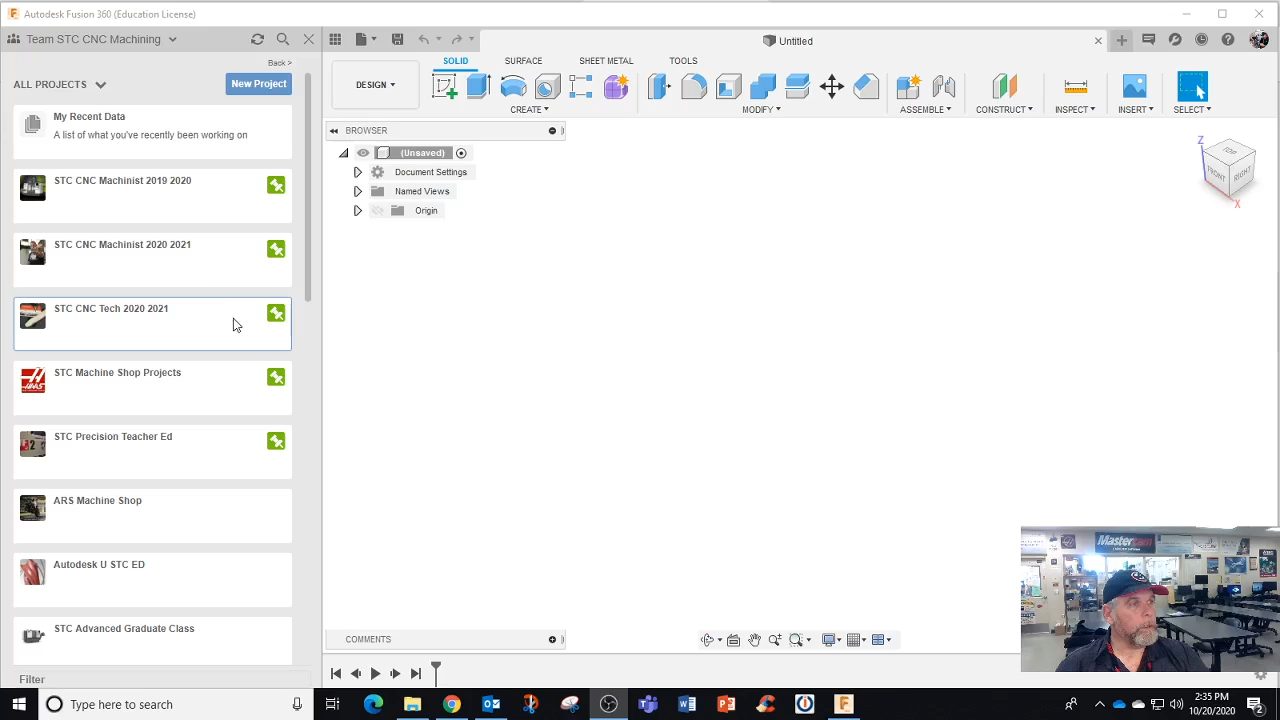 Autodesk Fusion 360 (Education License)
Team STC CNC Machining
Untitled
Back >
ALL PROJECTS
New Project
My Recent Data
A list of what you've recently been working on
STC CNC Machinist 2019 2020
STC CNC Machinist 2020 2021
STC CNC Tech 2020 2021
STC Machine Shop Projects
STC Precision Teacher Ed
ARS Machine Shop
Autodesk U STC ED
STC Advanced Graduate Class
Filter
SOLID
SURFACE
SHEET METAL
TOOLS
DESIGN
CREATE
MODIFY
ASSEMBLE
CONSTRUCT
INSPECT
INSERT
SELECT
BROWSER
(Unsaved)
Document Settings
Named Views
Origin
Z
TOP
FRONT
RIGHT
X
COMMENTS
Mastercam
Type here to search
2:35 PM
10/20/2020
2